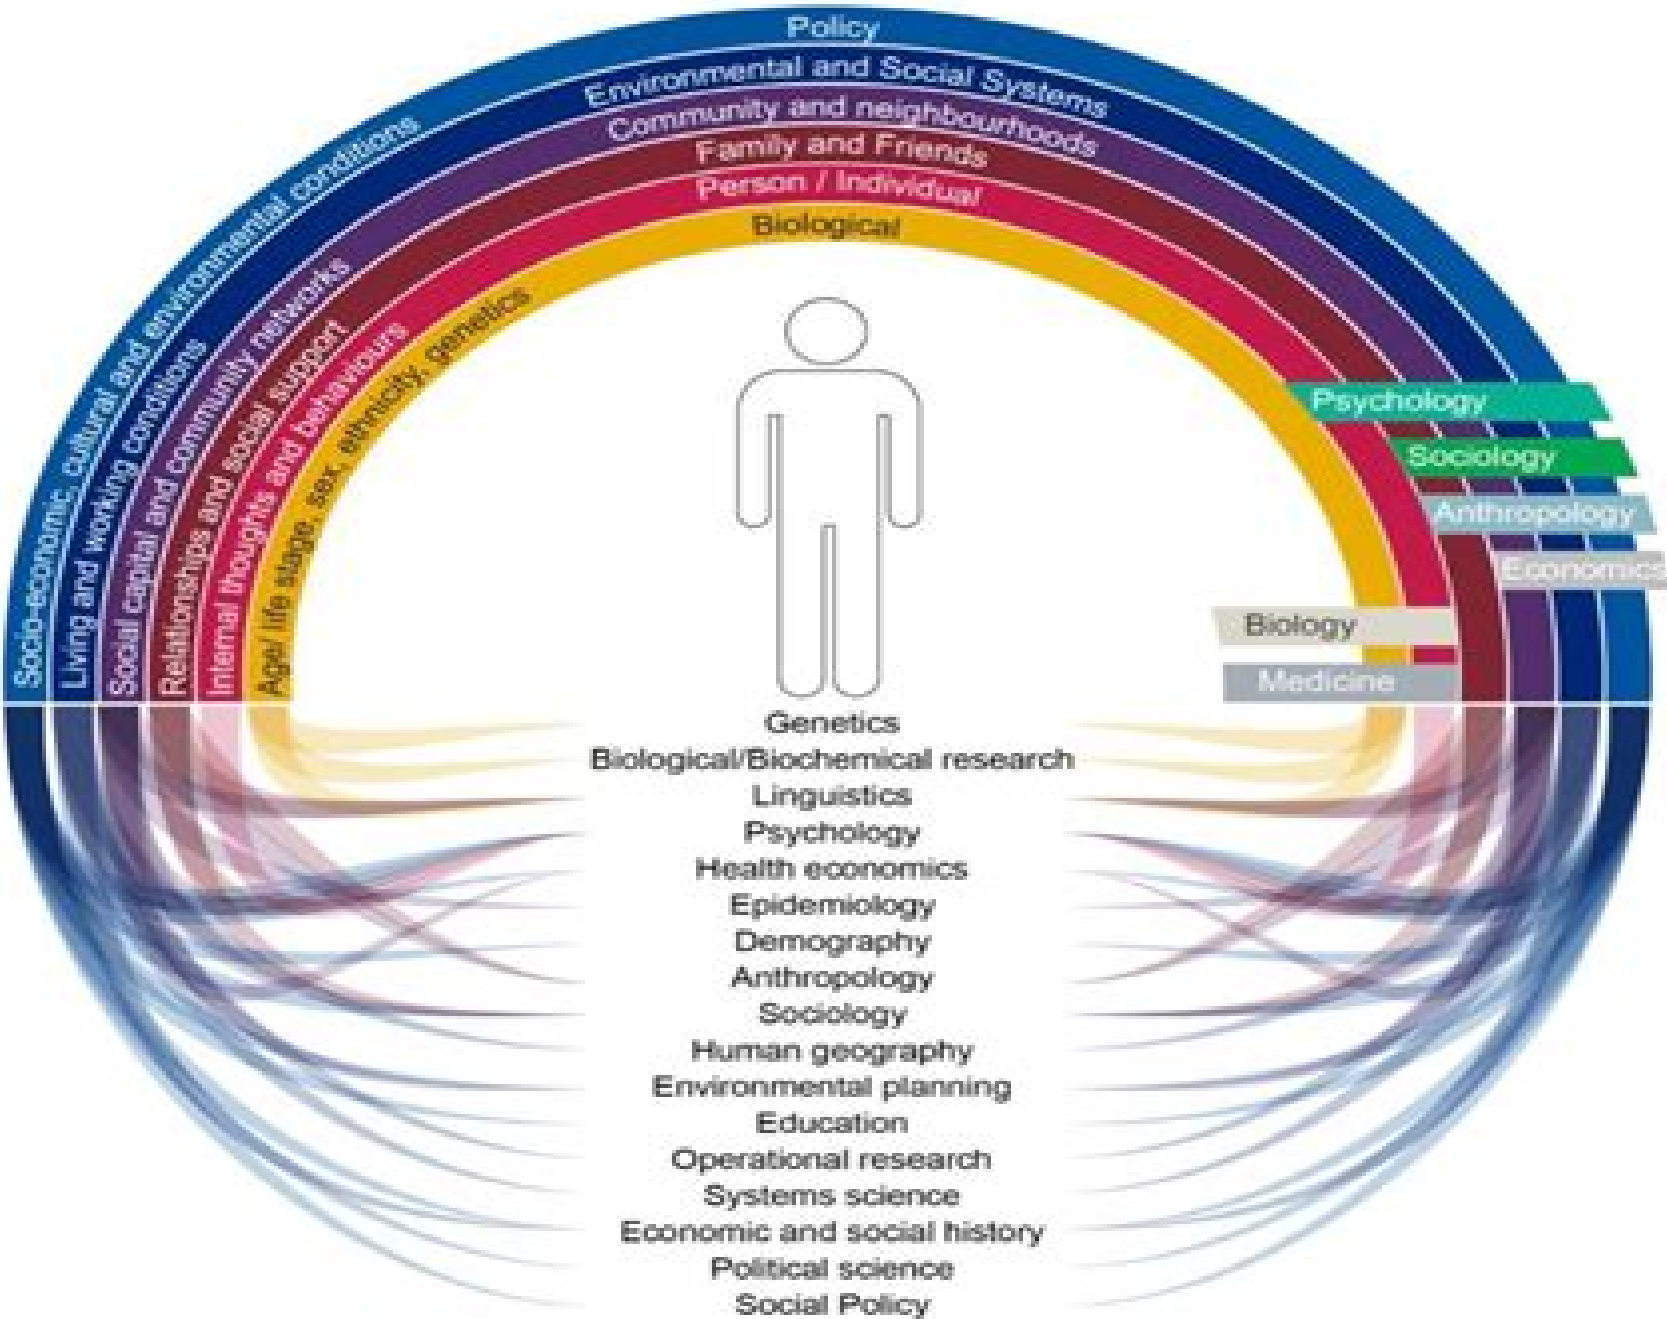 Policy
Environmental and Social Systems
Community and neighbourhoods
Family and Friends
Person / Individual
Biological
Socio-economic, cultural and environmental conditions
Living and working conditions
Social capital and community networks
Relationships and social support
Internal thoughts and behaviours
Age/ life stage, sex, ethnicity, genetics
Psychology
Sociology
Anthropology
Economics
Biology
Medicine
Genetics
Biological/Biochemical research
Linguistics
Psychology
Health economics
Epidemiology
Demography
Anthropology
Sociology
Human geography
Environmental planning
Education
Operational research
Systems science
Economic and social history
Political science
Social Policy